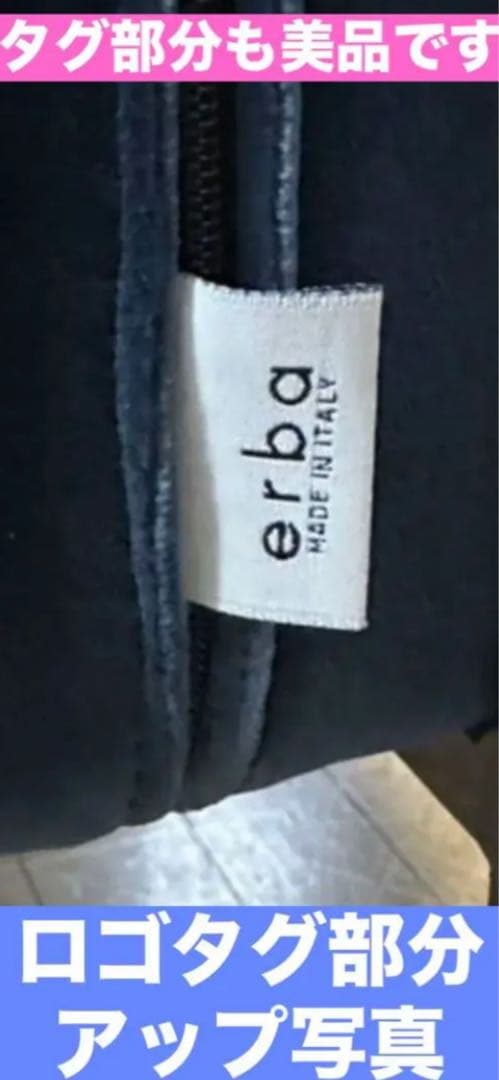 タグ部分も美品です
erba
MADE IN ITALY
ロゴタグ部分
アップ写真